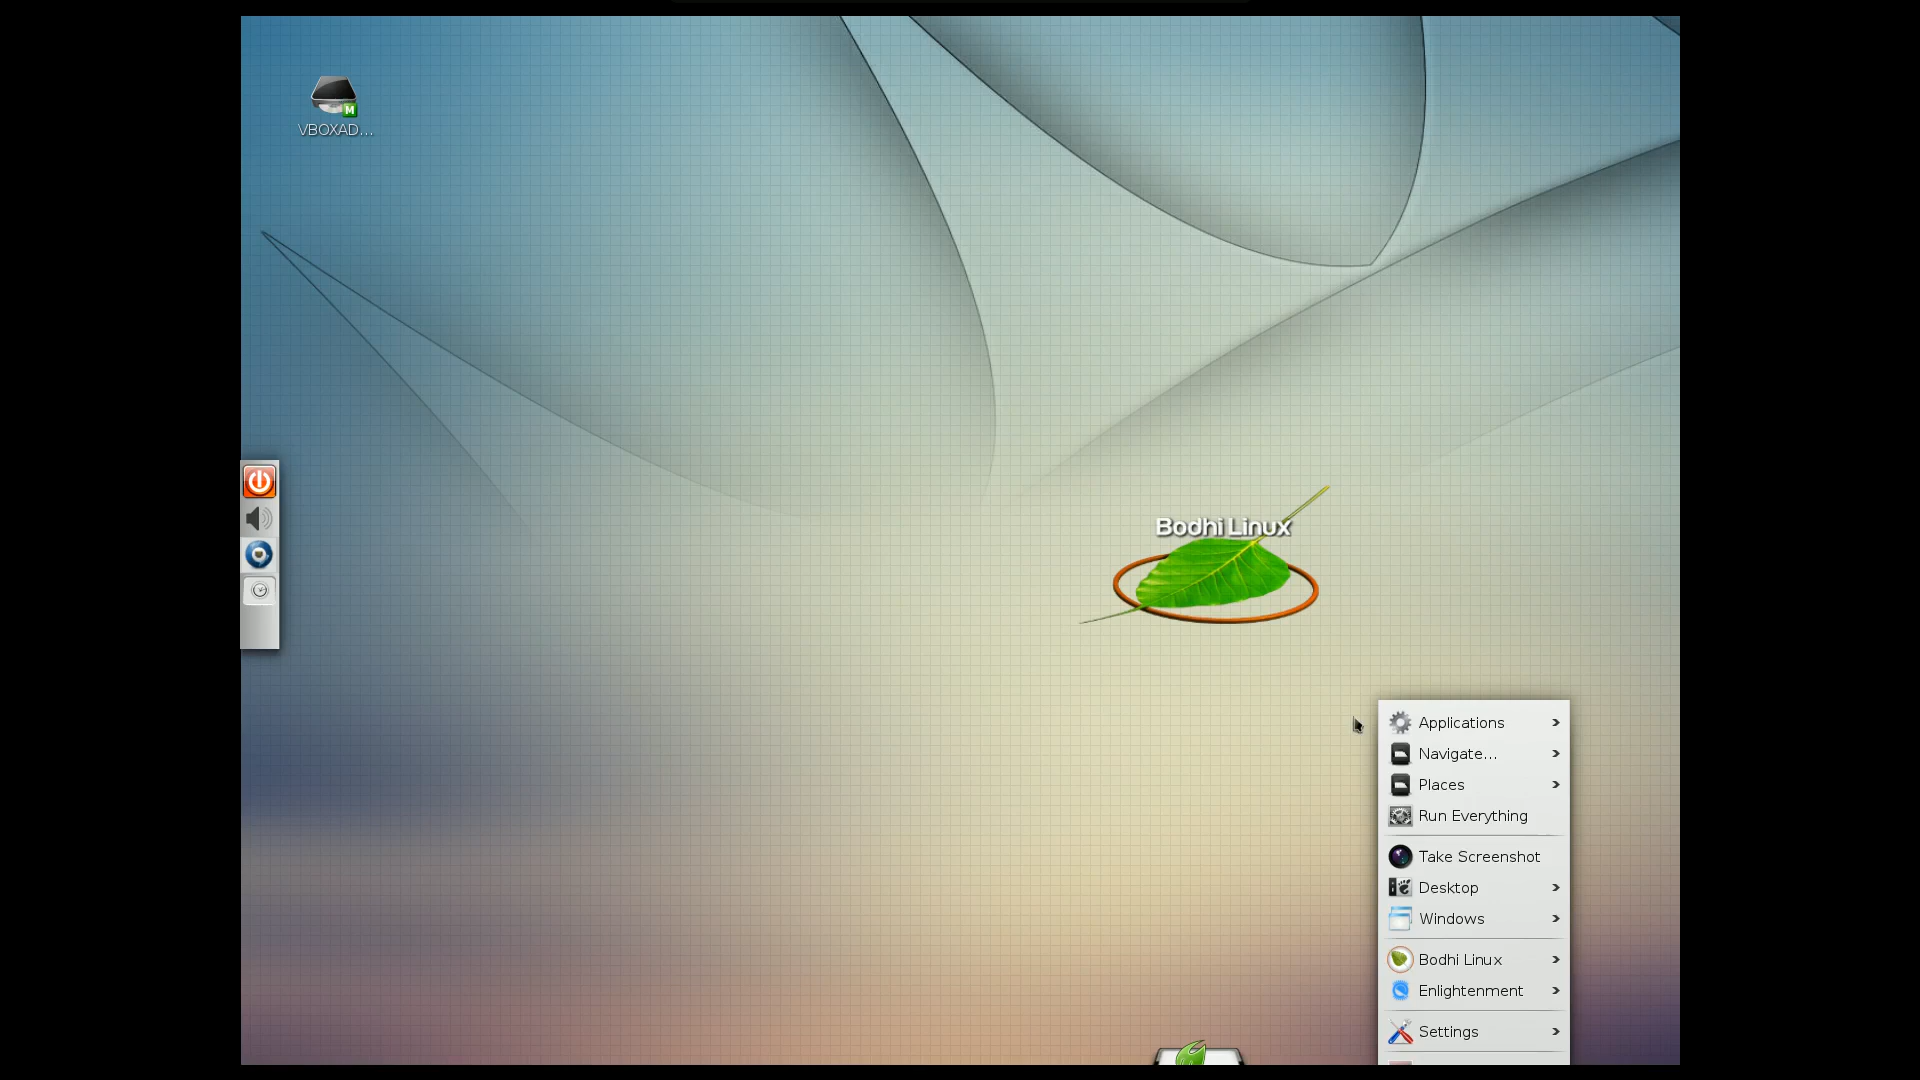 VBOXAD...
Bodhi Linux
Applications
Navigate...
Places
Run Everything
Take Screenshot
Desktop
Windows
Bodhi Linux
Enlightenment
Settings